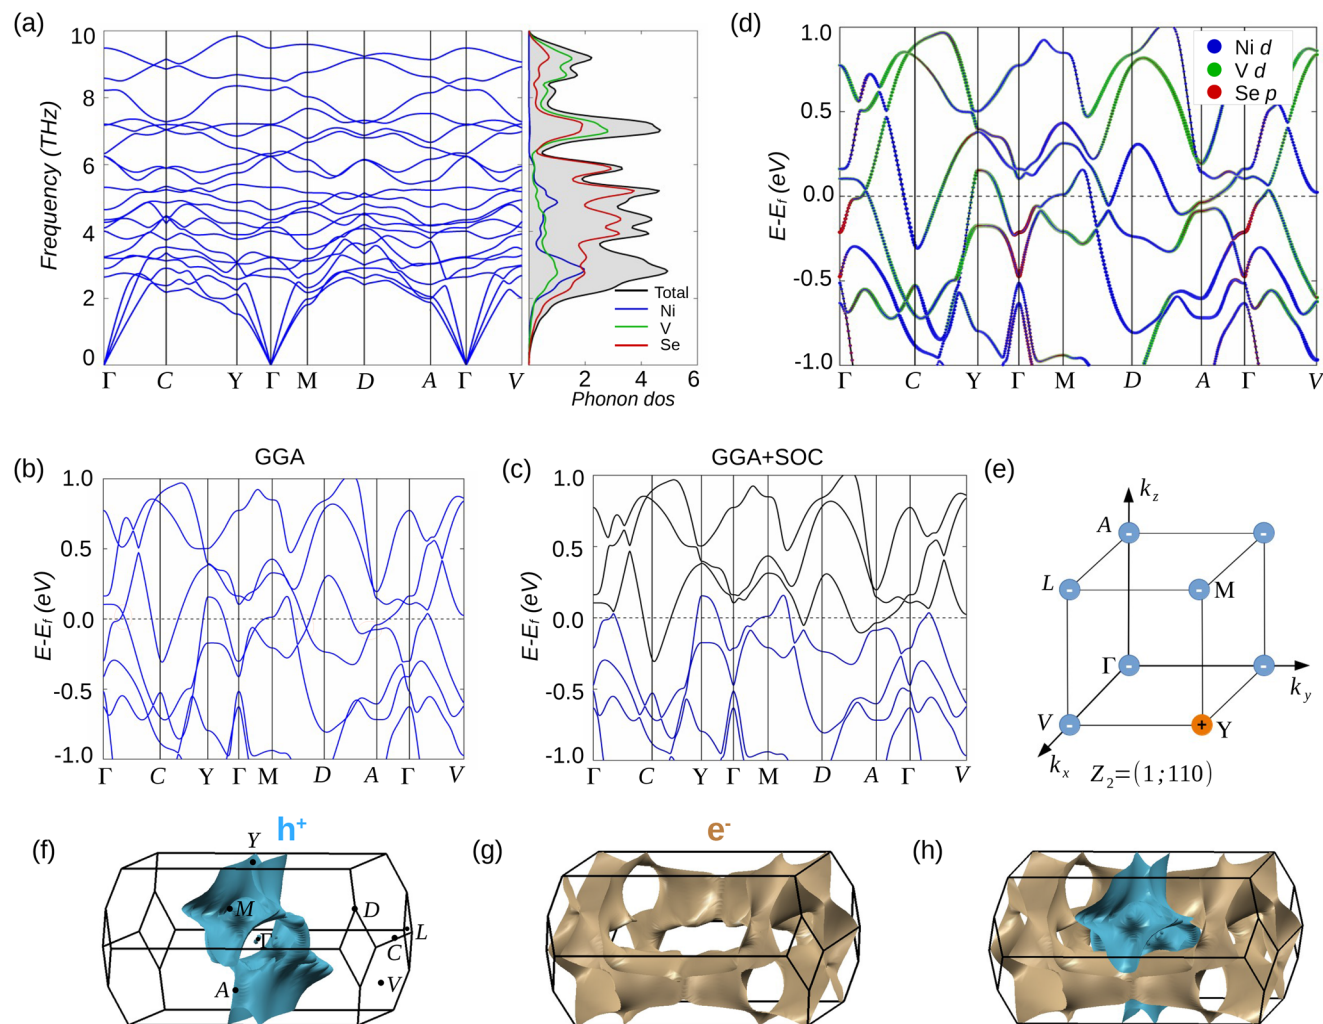 (a)
10
8
6
4
2
0
Frequency (THz)
Γ C Y Γ M D A Γ V
Total
Ni
V
Se
2 4 6
Phonon dos
(d)
1.0
0.5
0.0
-0.5
-1.0
E-Ef (eV)
Ni d
V d
Se p
Γ C Y Γ M D A Γ V
(b)
GGA
1.0
0.5
0.0
-0.5
-1.0
E-Ef (eV)
Γ C Y Γ M D A Γ V
(c)
GGA+SOC
1.0
0.5
0.0
-0.5
-1.0
E-Ef (eV)
Γ C Y Γ M D A Γ V
(e)
kz
A - -
L - - M
Γ - -
ky
V - + Y
kx
Z2=(1;110)
(f)
h+
Y
M
D
Γ
L
C
A
V
(g)
e-
(h)